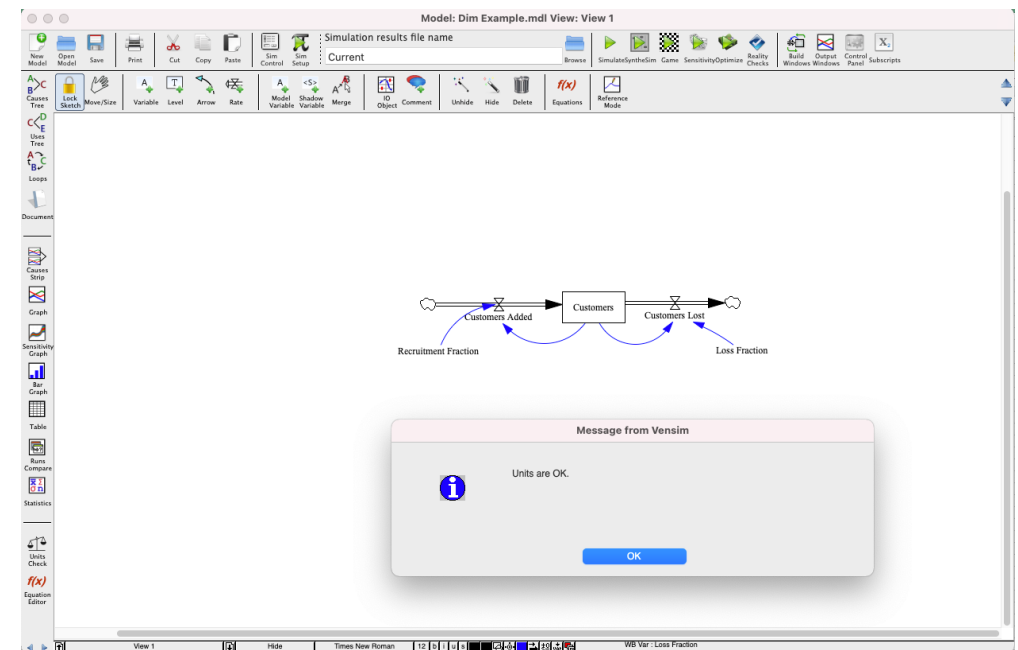 Model: Dim Example.mdl View: View 1
Simulation results file name
Current
New Model
Open Model
Save
Print
Cut
Copy
Paste
Sim Control
Sim Setup
Browse
Simulate
SyntheSim
Game
Sensitivity
Optimize
Reality Checks
Build Windows
Output Windows
Control Panel
Subscripts
Causes Tree
Lock Sketch
Move/Size
Variable
Level
Arrow
Rate
Model Variable
Shadow Variable
Merge
IO Object
Comment
Unhide
Hide
Delete
f(x)
Equations
Reference Mode
Uses Tree
Loops
Document
Causes Strip
Graph
Sensitivity Graph
Bar Graph
Table
Runs Compare
Statistics
Units Check
f(x)
Equation Editor
Customers Added
Customers
Customers Lost
Recruitment Fraction
Loss Fraction
Message from Vensim
Units are OK.
OK
View 1
Hide
Times New Roman
12
b
i
u
s
WB Var : Loss Fraction